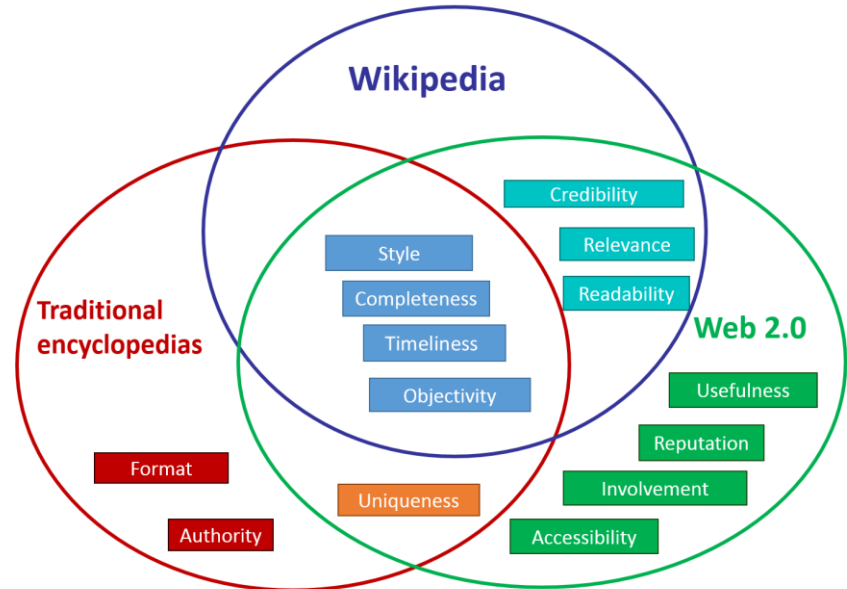 Wikipedia
Credibility
Style
Relevance
Completeness
Readability
Traditional
encyclopedias
Timeliness
Web 2.0
Objectivity
Usefulness
Reputation
Format
Involvement
Uniqueness
Authority
Accessibility